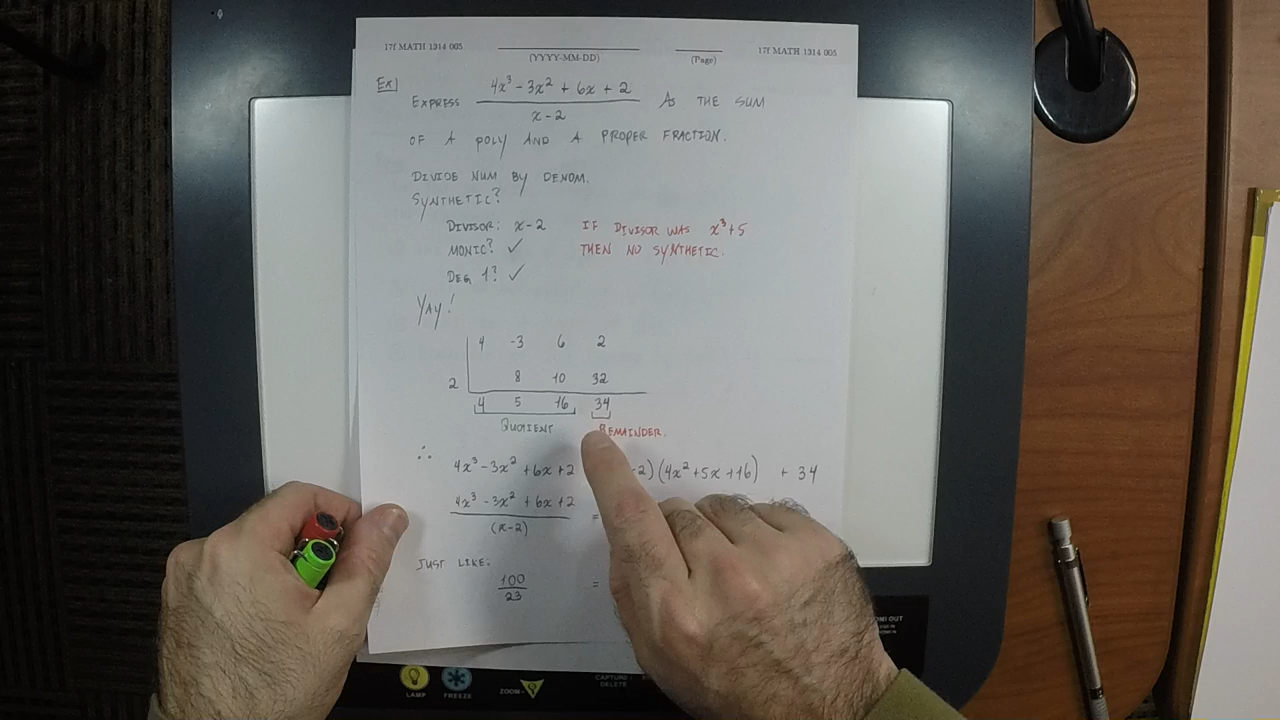 17f MATH 1314 005
(YYYY-MM-DD)
(Page)
17f MATH 1314 005
Ex
EXPRESS (4x³ - 3x² + 6x + 2)/(x - 2) AS THE SUM
OF A POLY AND A PROPER FRACTION.
DIVIDE NUM BY DENOM.
SYNTHETIC?
DIVISOR: x-2 IF DIVISOR WAS x³+5
MONIC? ✓ THEN NO SYNTHETIC.
DEG 1? ✓
YAY!
4 -3 6 2
2 8 10 32
4 5 16 34
QUOTIENT REMAINDER.
∴ 4x³ - 3x² + 6x + 2 -2)(4x² + 5x + 16) + 34
(4x³ - 3x² + 6x + 2)/(x-2) =
JUST LIKE:
100/23 =
LAMP FREEZE ZOOM CAPTURE/
DELETE